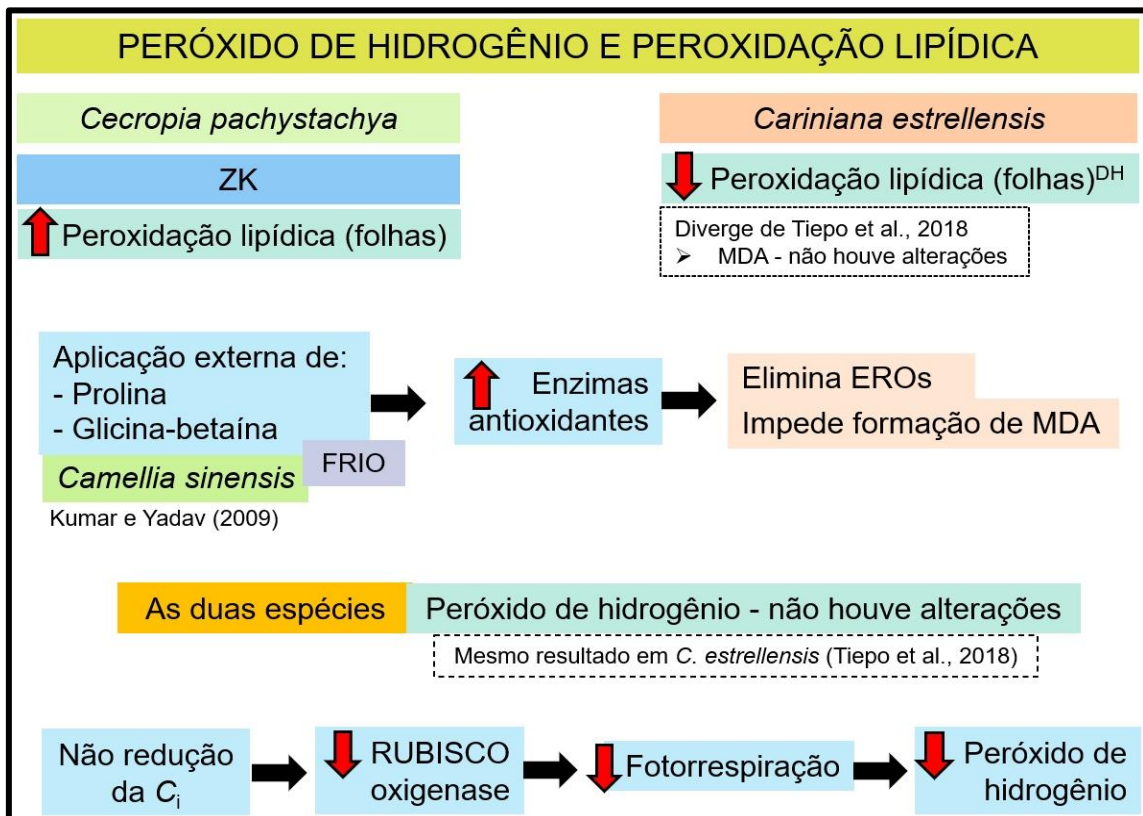 PERÓXIDO DE HIDROGÊNIO E PEROXIDAÇÃO LIPÍDICA
Cecropia pachystachya
ZK
Peroxidação lipídica (folhas)
Cariniana estrellensis
Peroxidação lipídica (folhas)ᴰᴴ
Diverge de Tiepo et al., 2018
➢ MDA - não houve alterações
Aplicação externa de:
- Prolina
- Glicina-betaína
Camellia sinensis
FRIO
Kumar e Yadav (2009)
Enzimas
antioxidantes
Elimina EROs
Impede formação de MDA
As duas espécies
Peróxido de hidrogênio - não houve alterações
Mesmo resultado em C. estrellensis (Tiepo et al., 2018)
Não redução
da Cᵢ
RUBISCO
oxigenase
Fotorrespiração
Peróxido de
hidrogênio